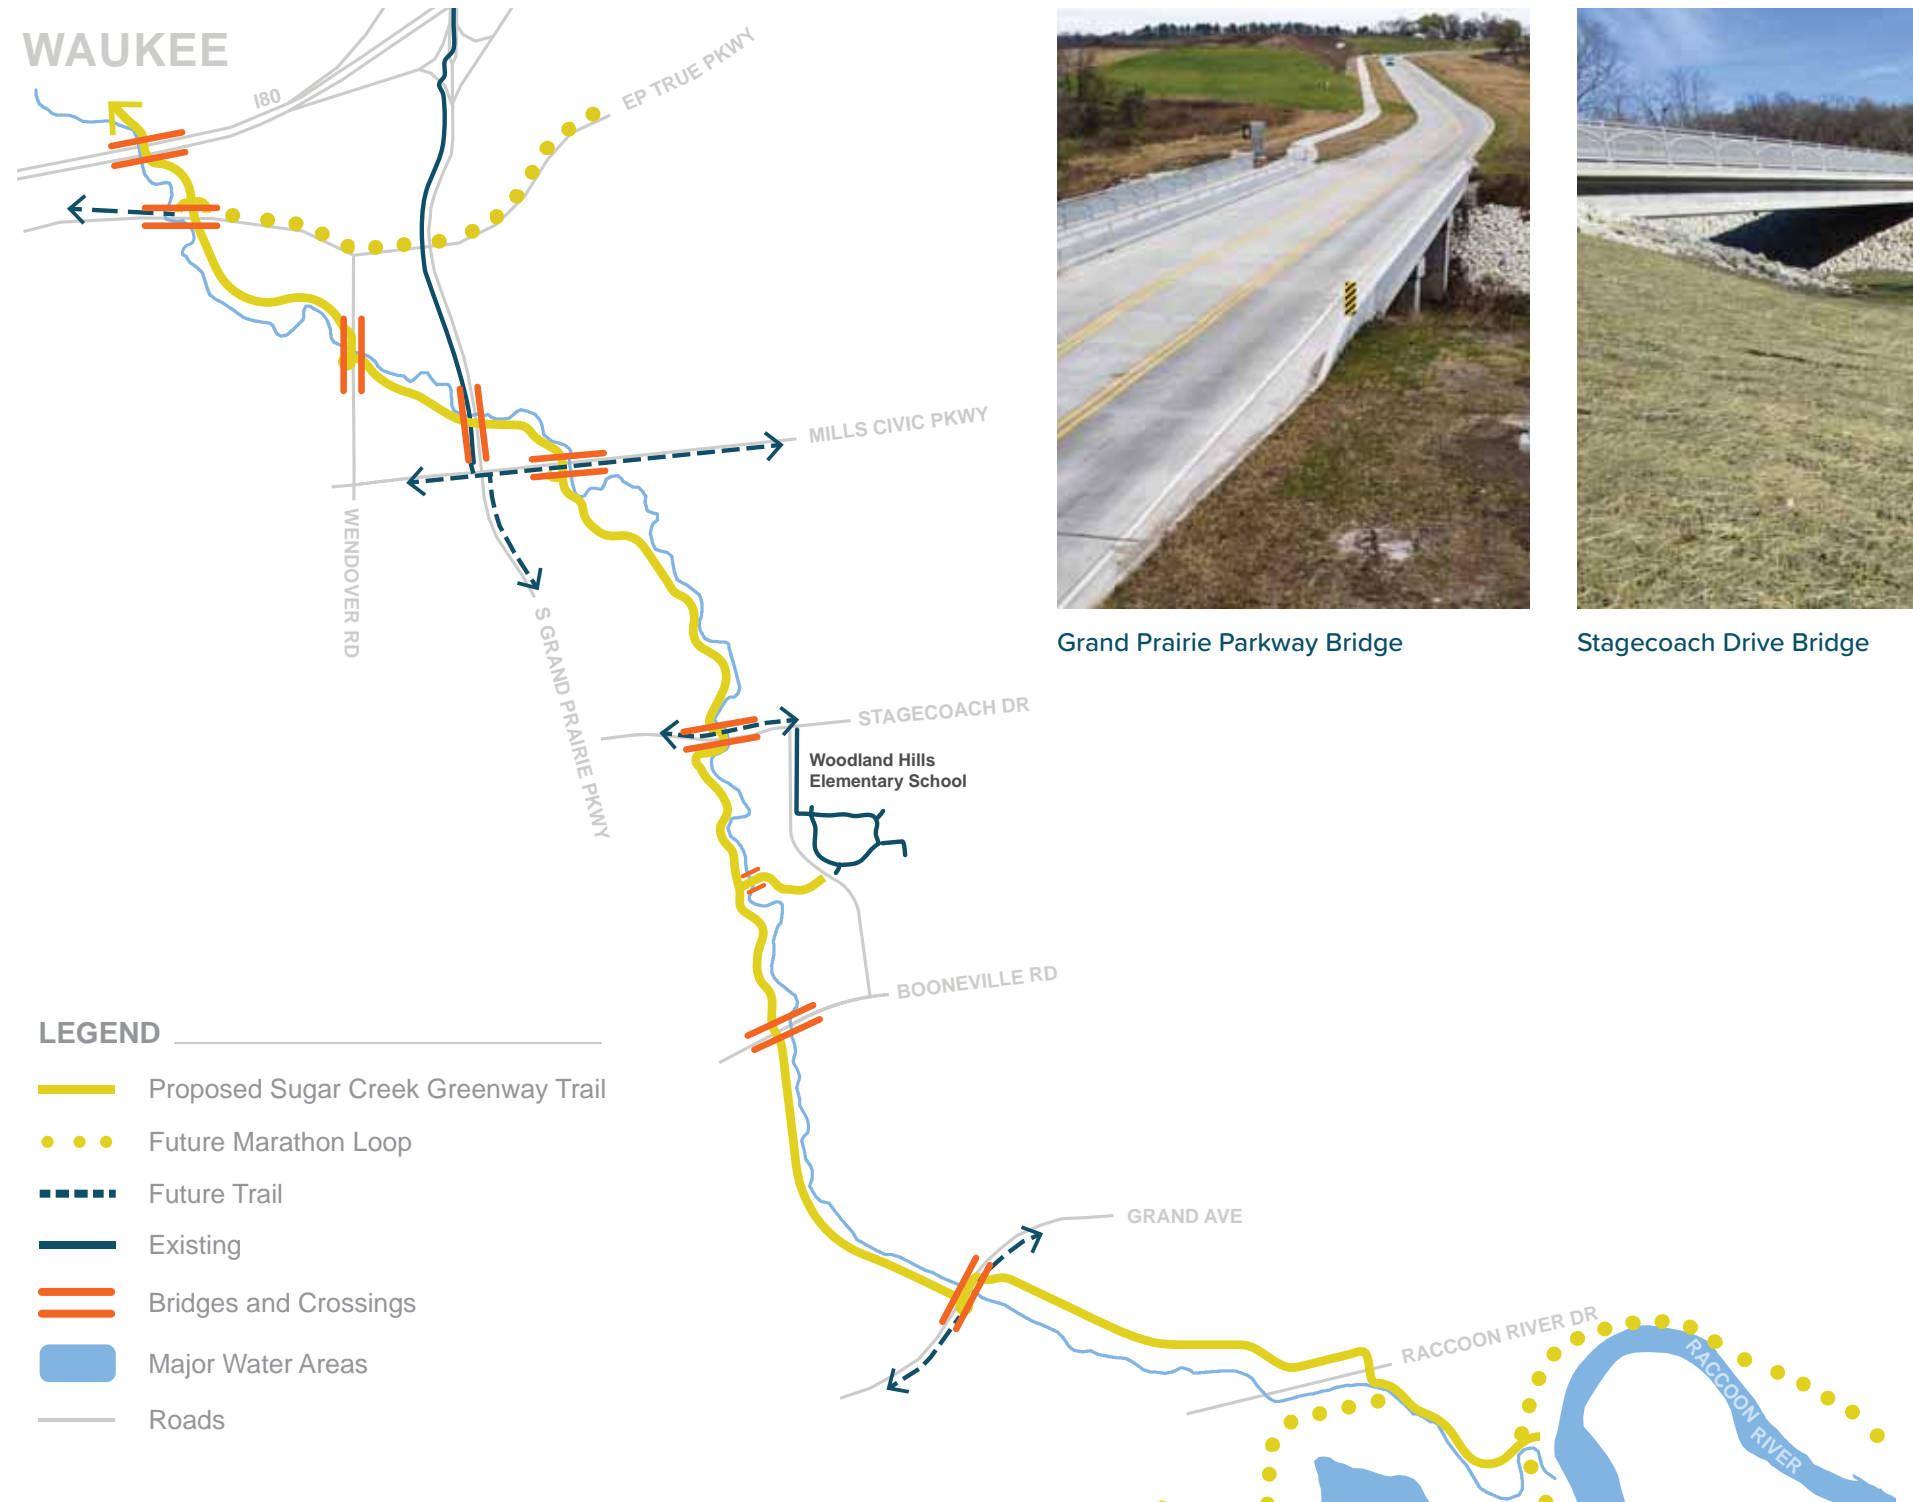 WAUKEE
I80
EP TRUE PKWY
MILLS CIVIC PKWY
WENDOVER RD
S GRAND PRAIRIE PKWY
Grand Prairie Parkway Bridge
Stagecoach Drive Bridge
STAGECOACH DR
Woodland Hills
Elementary School
BOONEVILLE RD
LEGEND
Proposed Sugar Creek Greenway Trail
Future Marathon Loop
Future Trail
Existing
Bridges and Crossings
Major Water Areas
Roads
GRAND AVE
RACCOON RIVER DR
RACCOON RIVER